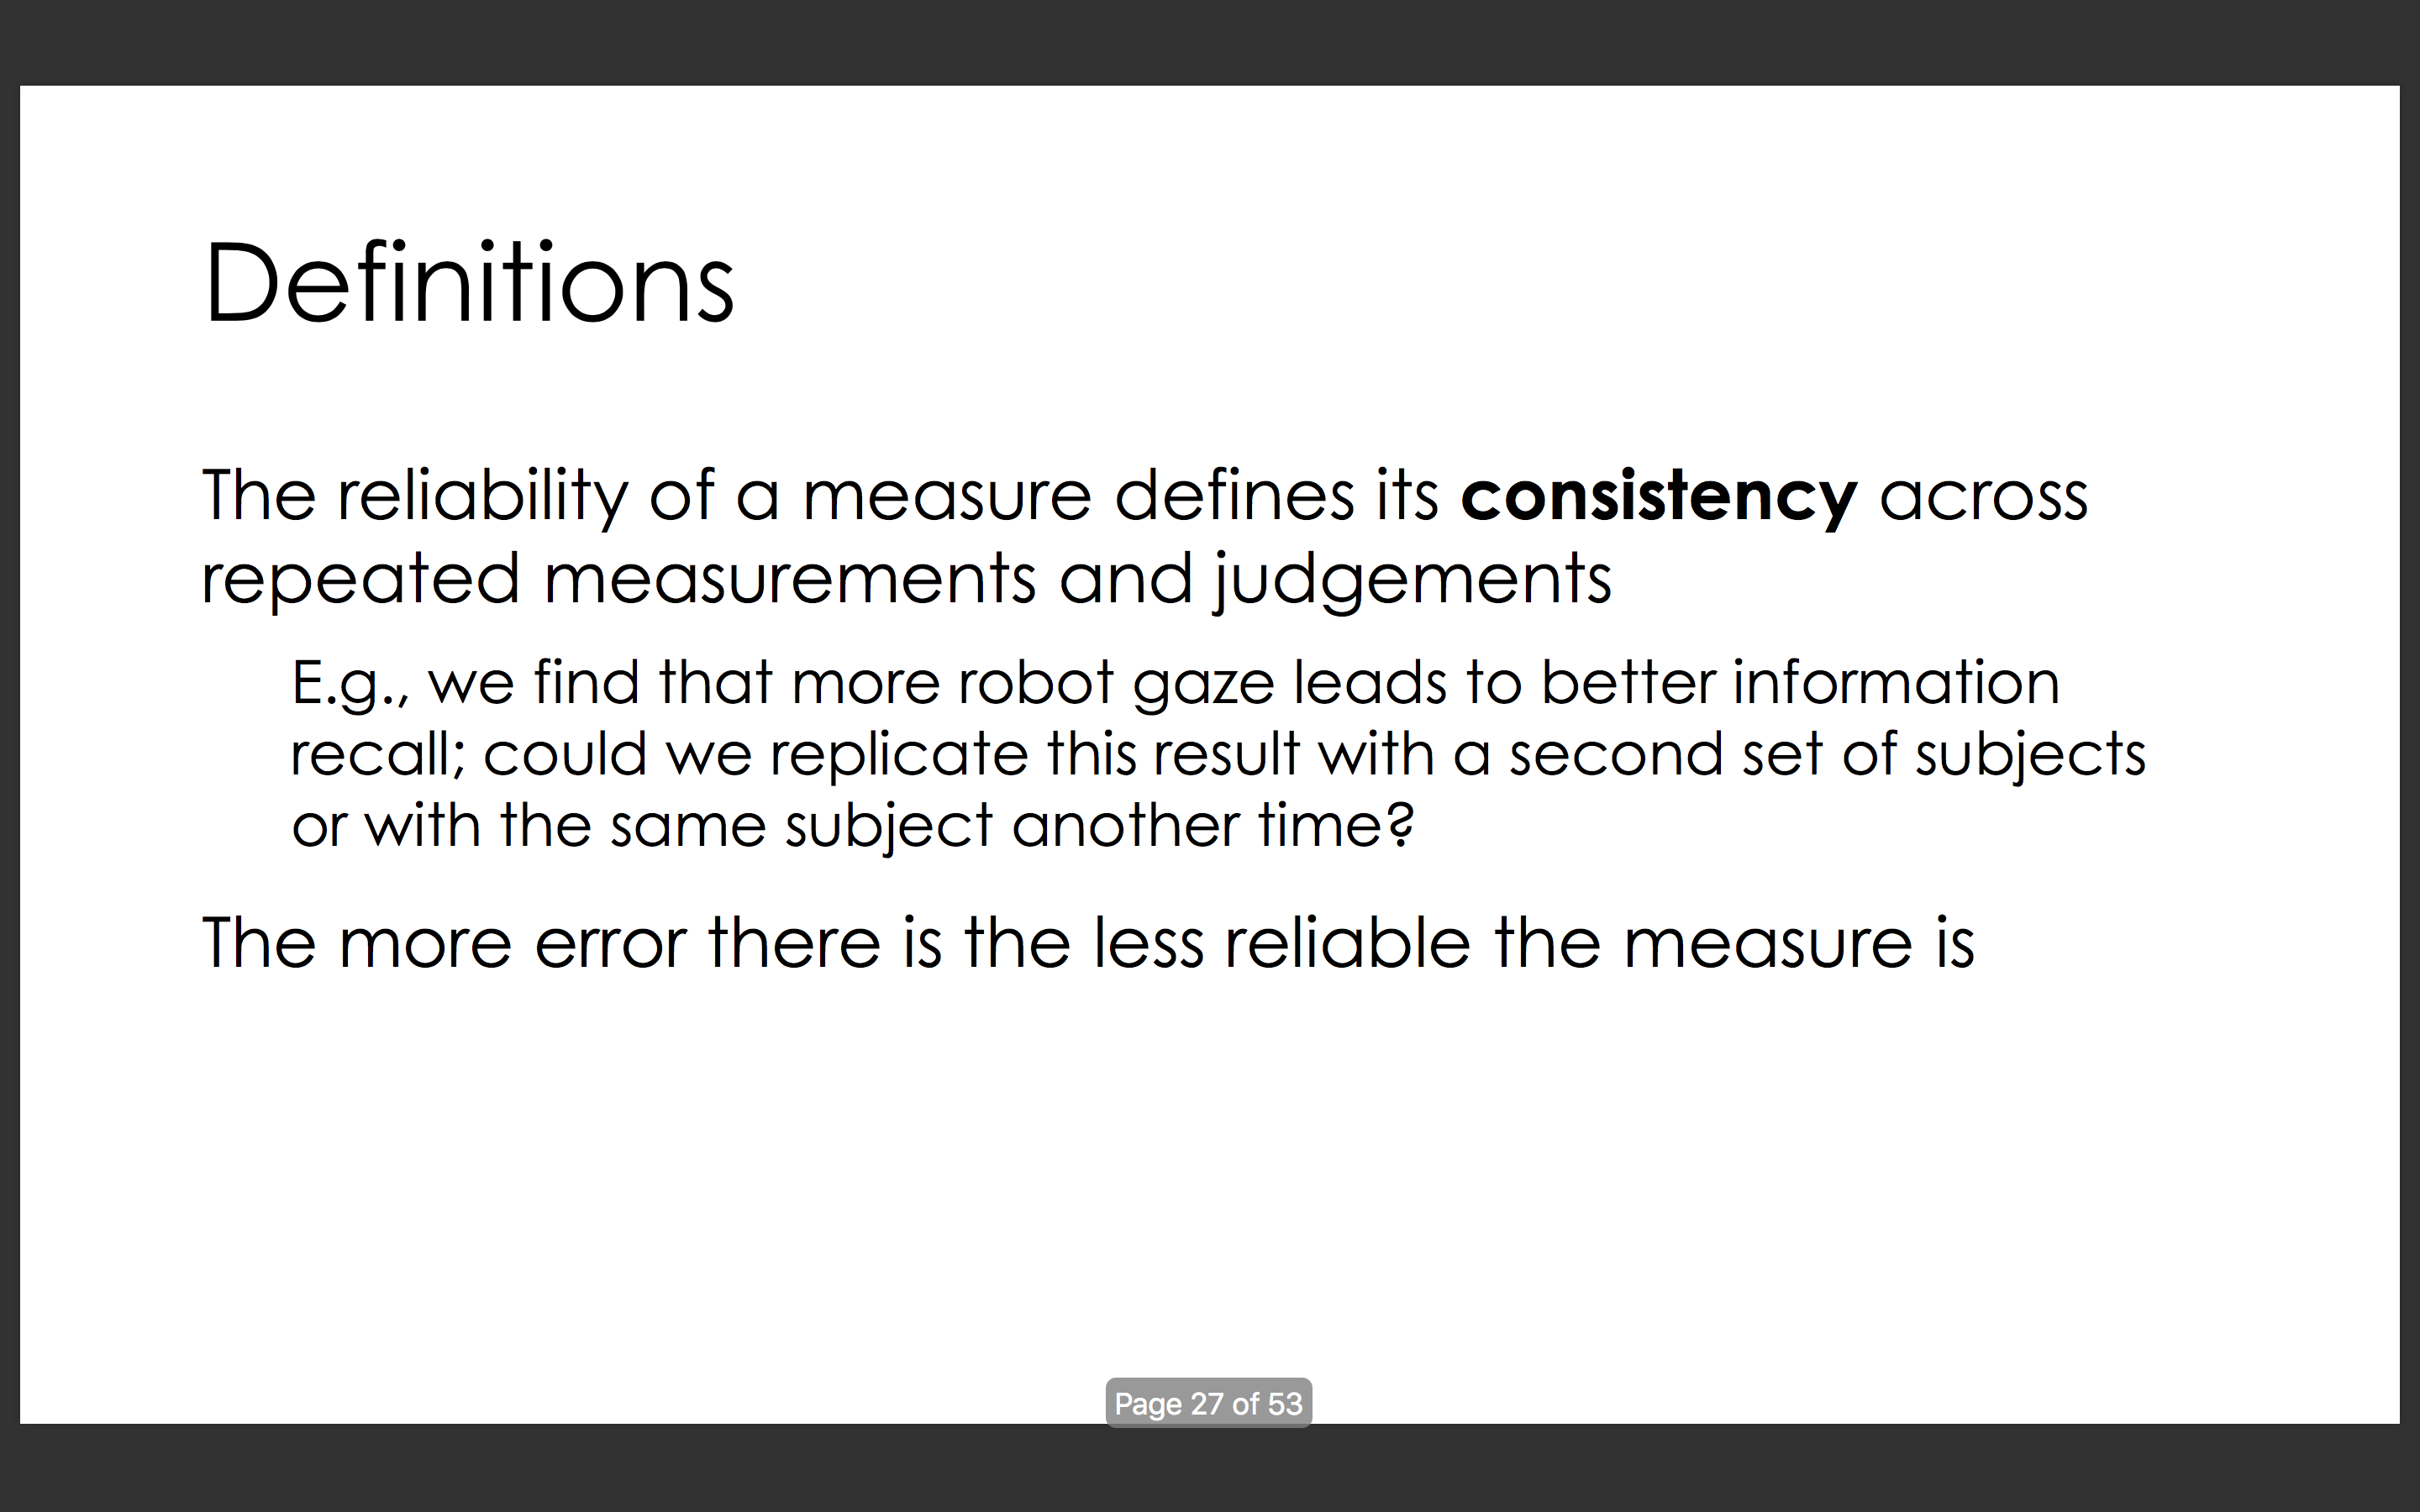 Definitions
The reliability of a measure defines its consistency across
repeated measurements and judgements
E.g., we find that more robot gaze leads to better information
recall; could we replicate this result with a second set of subjects
or with the same subject another time?
The more error there is the less reliable the measure is
Page 27 of 53